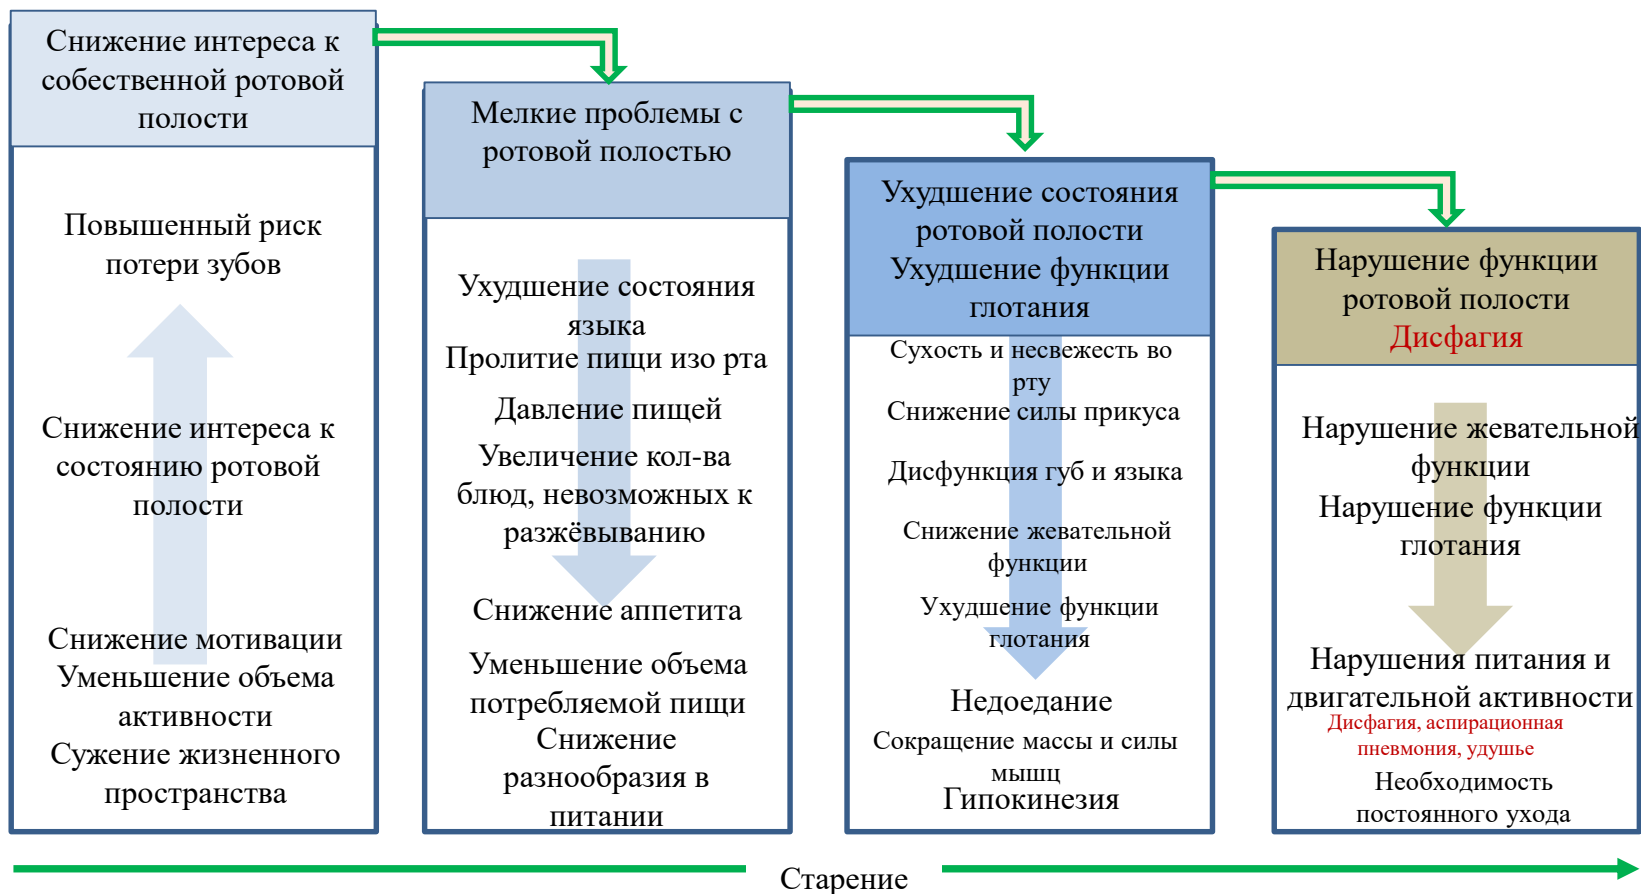 Снижение интереса к
собественной ротовой
полости
Повышенный риск
потери зубов
Снижение интереса к
состоянию ротовой
полости
Снижение мотивации
Уменьшение объема
активности
Сужение жизненного
пространства
Мелкие проблемы с
ротовой полостью
Ухудшение состояния
языка
Пролитие пищи изо рта
Давление пищей
Увеличение кол-ва
блюд, невозможных к
разжёвыванию
Снижение аппетита
Уменьшение объема
потребляемой пищи
Снижение
разнообразия в
питании
Ухудшение состояния
ротовой полости
Ухудшение функции
глотания
Сухость и несвежесть во
рту
Снижение силы прикуса
Дисфункция губ и языка
Снижение жевательной
функции
Ухудшение функции
глотания
Недоедание
Сокращение массы и силы
мышц
Гипокинезия
Нарушение функции
ротовой полости
Дисфагия
Нарушение жевательной
функции
Нарушение функции
глотания
Нарушения питания и
двигательной активности
Дисфагия, аспирационная
пневмония, удушье
Необходимость
постоянного ухода
Старение